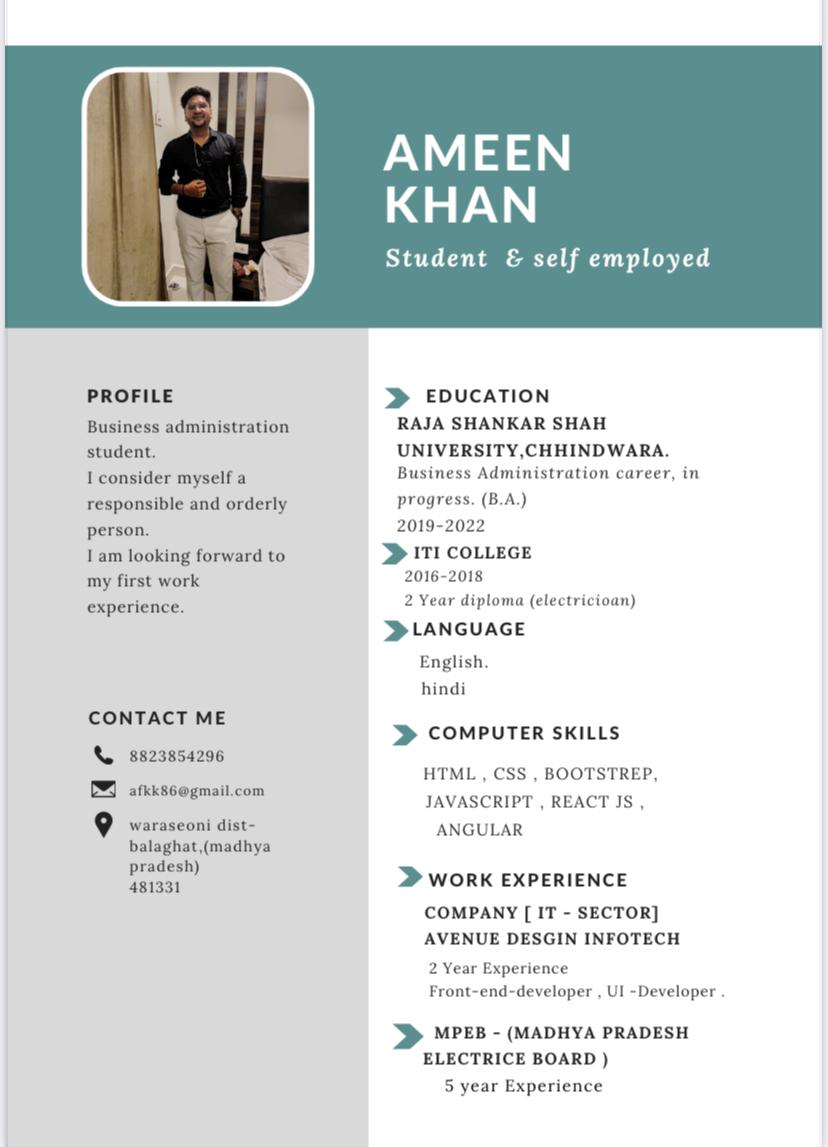 AMEEN
KHAN
Student & self employed
PROFILE
Business administration
student.
I consider myself a
responsible and orderly
person.
I am looking forward to
my first work
experience.
CONTACT ME
8823854296
afkk86@gmail.com
waraseoni dist-
balaghat,(madhya
pradesh)
481331
EDUCATION
RAJA SHANKAR SHAH
UNIVERSITY,CHHINDWARA.
Business Administration career, in
progress. (B.A.)
2019-2022
ITI COLLEGE
2016-2018
2 Year diploma (electricioan)
LANGUAGE
English.
hindi
COMPUTER SKILLS
HTML , CSS , BOOTSTREP,
JAVASCRIPT , REACT JS ,
ANGULAR
WORK EXPERIENCE
COMPANY [ IT - SECTOR]
AVENUE DESGIN INFOTECH
2 Year Experience
Front-end-developer , UI -Developer .
MPEB - (MADHYA PRADESH
ELECTRICE BOARD )
5 year Experience